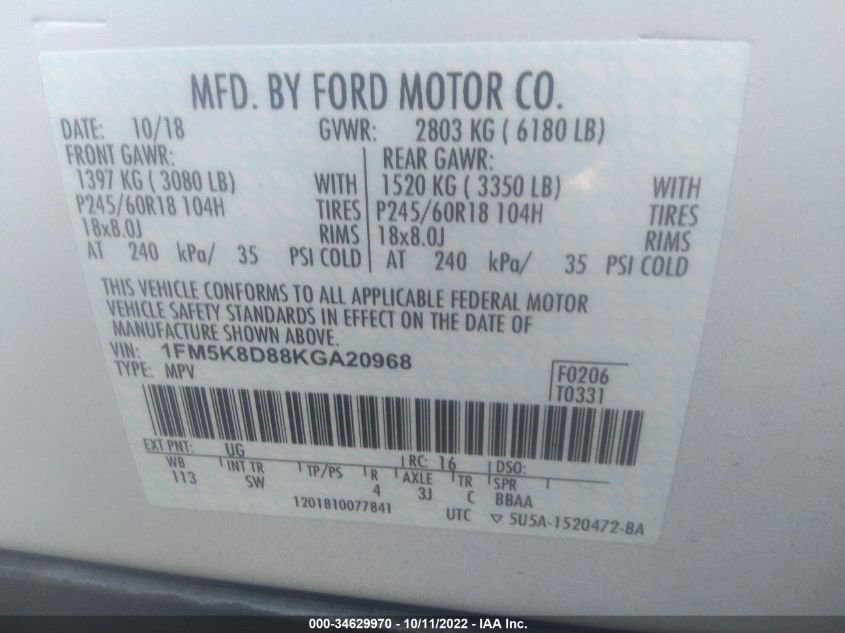 MFD. BY FORD MOTOR CO.
DATE: 10/18 GVWR: 2803 KG ( 6180 LB)
FRONT GAWR: REAR GAWR:
1397 KG ( 3080 LB) WITH 1520 KG ( 3350 LB) WITH
P245/60R18 104H TIRES P245/60R18 104H TIRES
18x8.0J RIMS 18x8.0J RIMS
AT 240 kPa/ 35 PSI COLD AT 240 kPa/ 35 PSI COLD
THIS VEHICLE CONFORMS TO ALL APPLICABLE FEDERAL MOTOR
VEHICLE SAFETY STANDARDS IN EFFECT ON THE DATE OF
MANUFACTURE SHOWN ABOVE.
VIN: 1FM5K8D88KGA20968
TYPE: MPV
F0206
T0331
EXT PNT: UG RC: 16 DSO:
WB INT TR TP/PS R AXLE TR SPR
113 SW 4 3J C BBAA
1201810077841 UTC ▽ 5U5A-1520472-BA
000-34629970 - 10/11/2022 - IAA Inc.